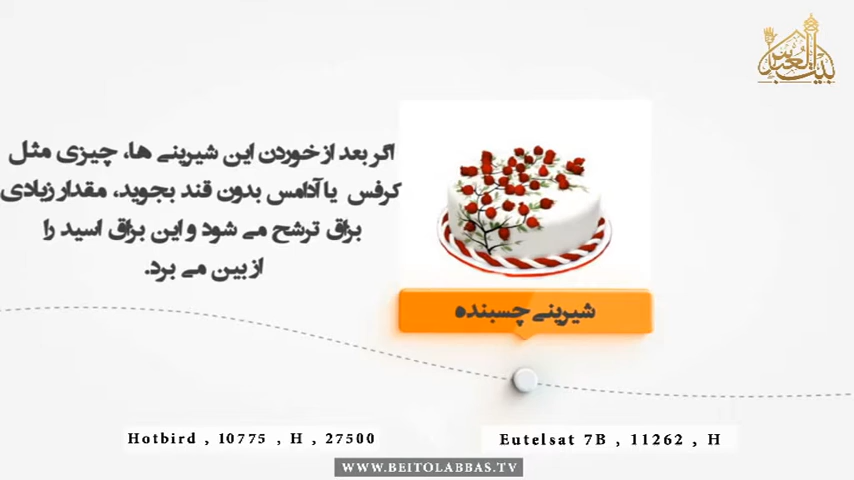 بیت العباس
اگر بعد از خوردن این شیرینی ها، چیزی مثل
کرفس یا آدامس بدون قند بجوید، مقدار زیادی
بزاق ترشح می شود و این بزاق اسید را
از بین می برد.
شیرینی چسبنده
Hotbird , 10775 , H , 27500
Eutelsat 7B , 11262 , H
WWW.BEITOLABBAS.TV